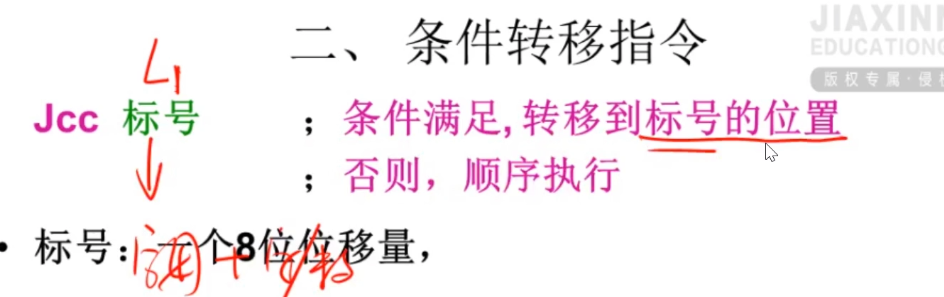 JIAXIN
EDUCATION
版权专属·侵权
二、 条件转移指令
L1
Jcc 标号 ；条件满足,转移到标号的位置
；否则，顺序执行
• 标号：一个8位位移量，